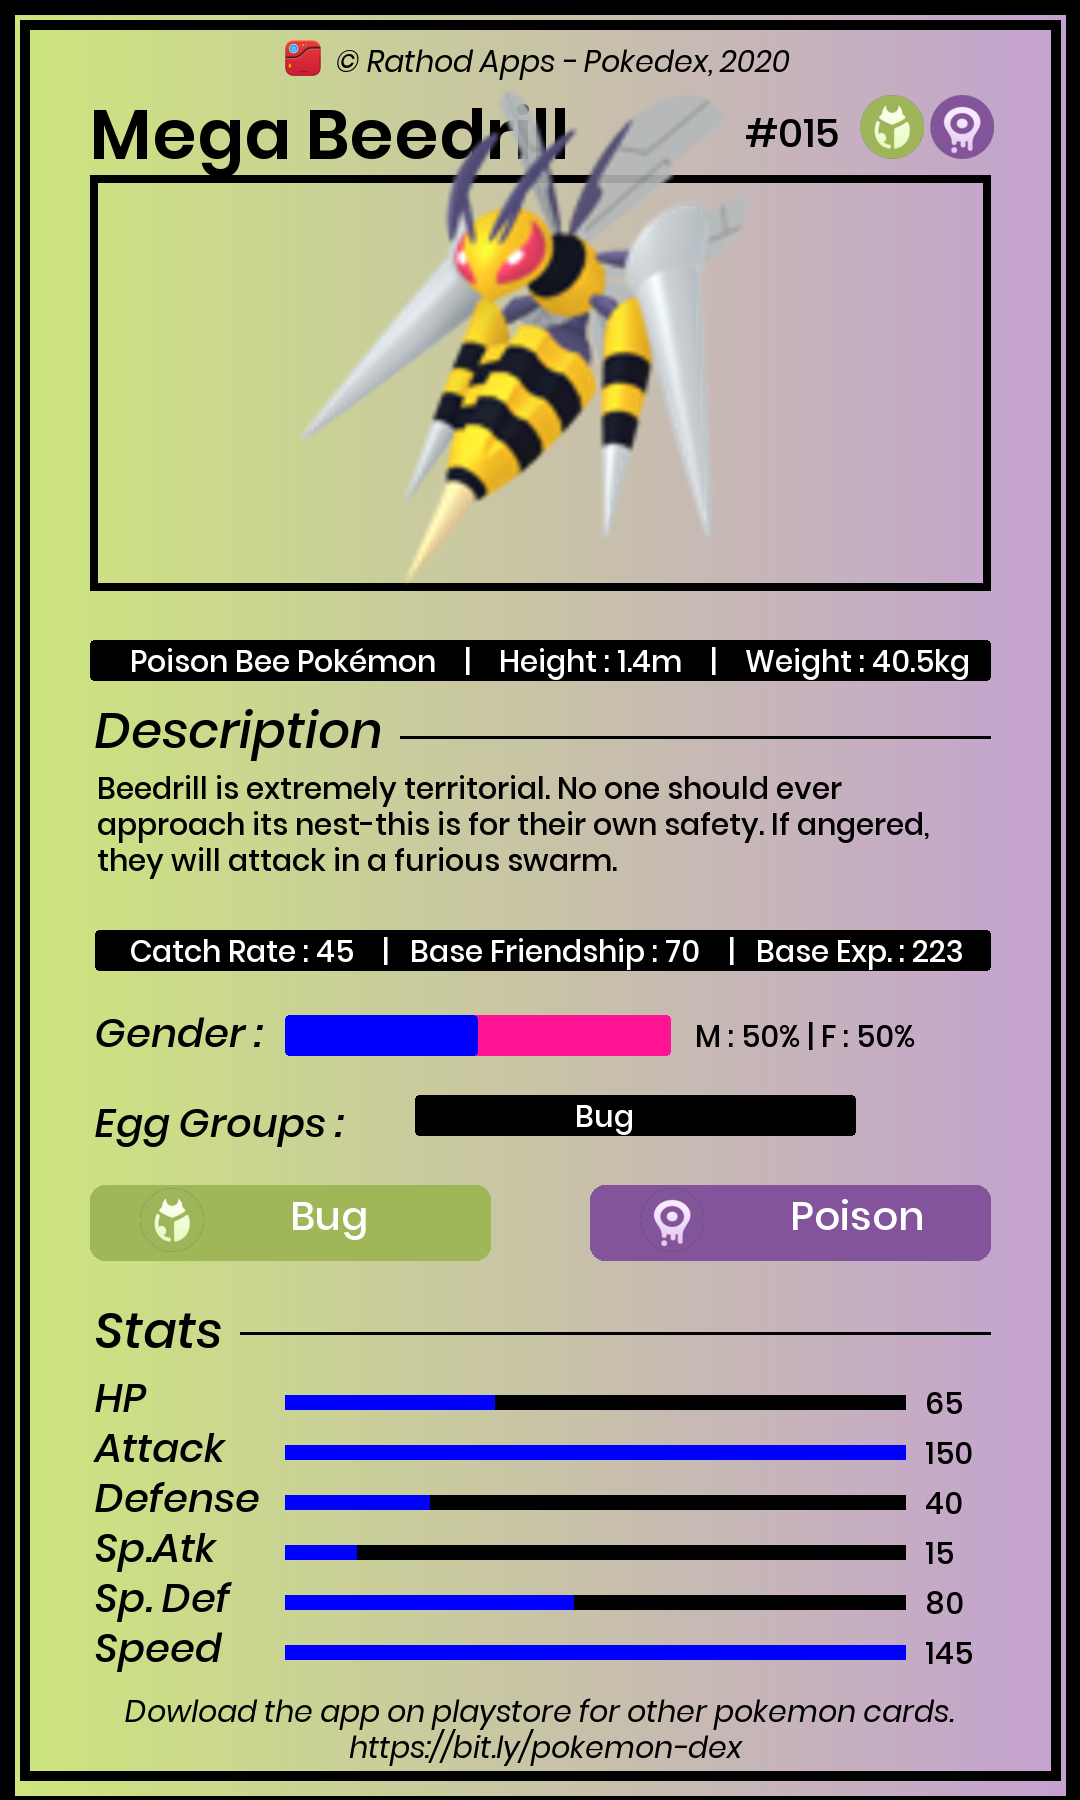 © Rathod Apps - Pokedex, 2020
Mega Beedrill #015
Poison Bee Pokémon | Height : 1.4m | Weight : 40.5kg
Description
Beedrill is extremely territorial. No one should ever
approach its nest-this is for their own safety. If angered,
they will attack in a furious swarm.
Catch Rate : 45 | Base Friendship : 70 | Base Exp. : 223
Gender : M : 50% | F : 50%
Egg Groups : Bug
Bug Poison
Stats
HP 65
Attack 150
Defense 40
Sp.Atk 15
Sp. Def 80
Speed 145
Dowload the app on playstore for other pokemon cards.
https://bit.ly/pokemon-dex